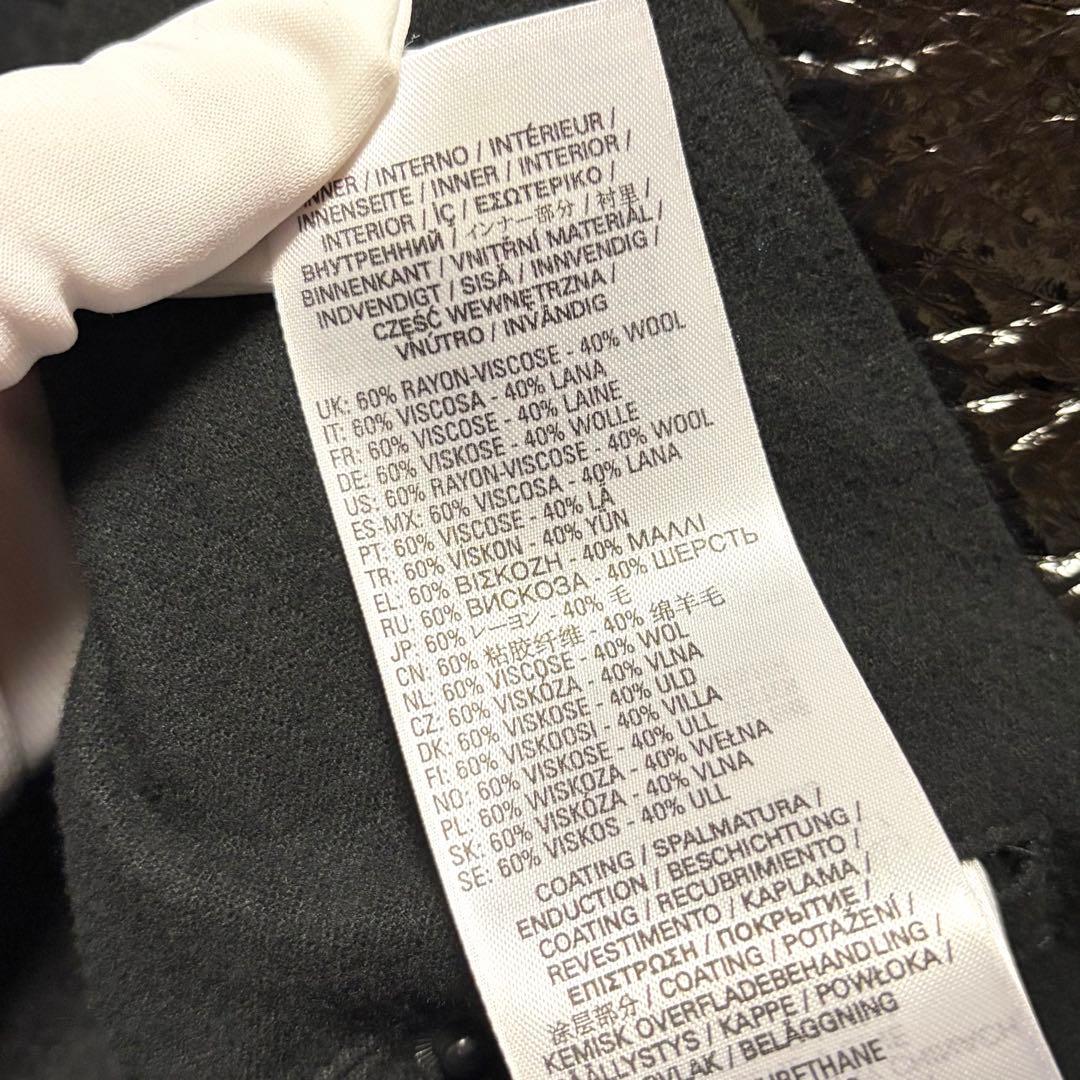 INNER / INTERNO / INTÉRIEUR /
INNENSEITE / INNER / INTERIOR /
INTERIOR / IÇ / ΕΣΩΤΕΡΙΚΟ /
ВНУТРЕННИЙ / インナー部分 / 衬里 /
BINNENKANT / VNITŘNÍ MATERIÁL /
INDVENDIGT / SISÄ / INNVENDIG /
CZĘŚĆ WEWNĘTRZNA /
VNÚTRO / INVÄNDIG
UK: 60% RAYON-VISCOSE - 40% WOOL
IT: 60% VISCOSA - 40% LANA
FR: 60% VISCOSE - 40% LAINE
DE: 60% VISKOSE - 40% WOLLE
US: 60% RAYON-VISCOSE - 40% WOOL
ES-MX: 60% VISCOSA - 40% LANA
PT: 60% VISCOSE - 40% LÃ
TR: 60% VISKON - 40% YÜN
EL: 60% ΒΙΣΚΟΖΗ - 40% ΜΑΛΛΙ
RU: 60% ВИСКОЗА - 40% ШЕРСТЬ
JP: 60% レーヨン - 40% 毛
CN: 60% 粘胶纤维 - 40% 绵羊毛
NL: 60% VISCOSE - 40% WOL
CZ: 60% VISKÓZA - 40% VLNA
DK: 60% VISKOSE - 40% ULD
FI: 60% VISKOOSI - 40% VILLA
NO: 60% VISKOSE - 40% ULL
PL: 60% WISKOZA - 40% WEŁNA
SK: 60% VISKÓZA - 40% VLNA
SE: 60% VISKOS - 40% ULL
COATING / SPALMATURA /
ENDUCTION / BESCHICHTUNG /
COATING / RECUBRIMIENTO /
REVESTIMENTO / KAPLAMA /
ΕΠΙΣΤΡΩΣΗ / ПОКРЫТИЕ /
涂层部分 / COATING / POTAŽENÍ /
KEMISK OVERFLADEBEHANDLING /
PÄÄLLYSTYS / KAPPE / POWŁOKA /
POVLAK / BELÄGGNING